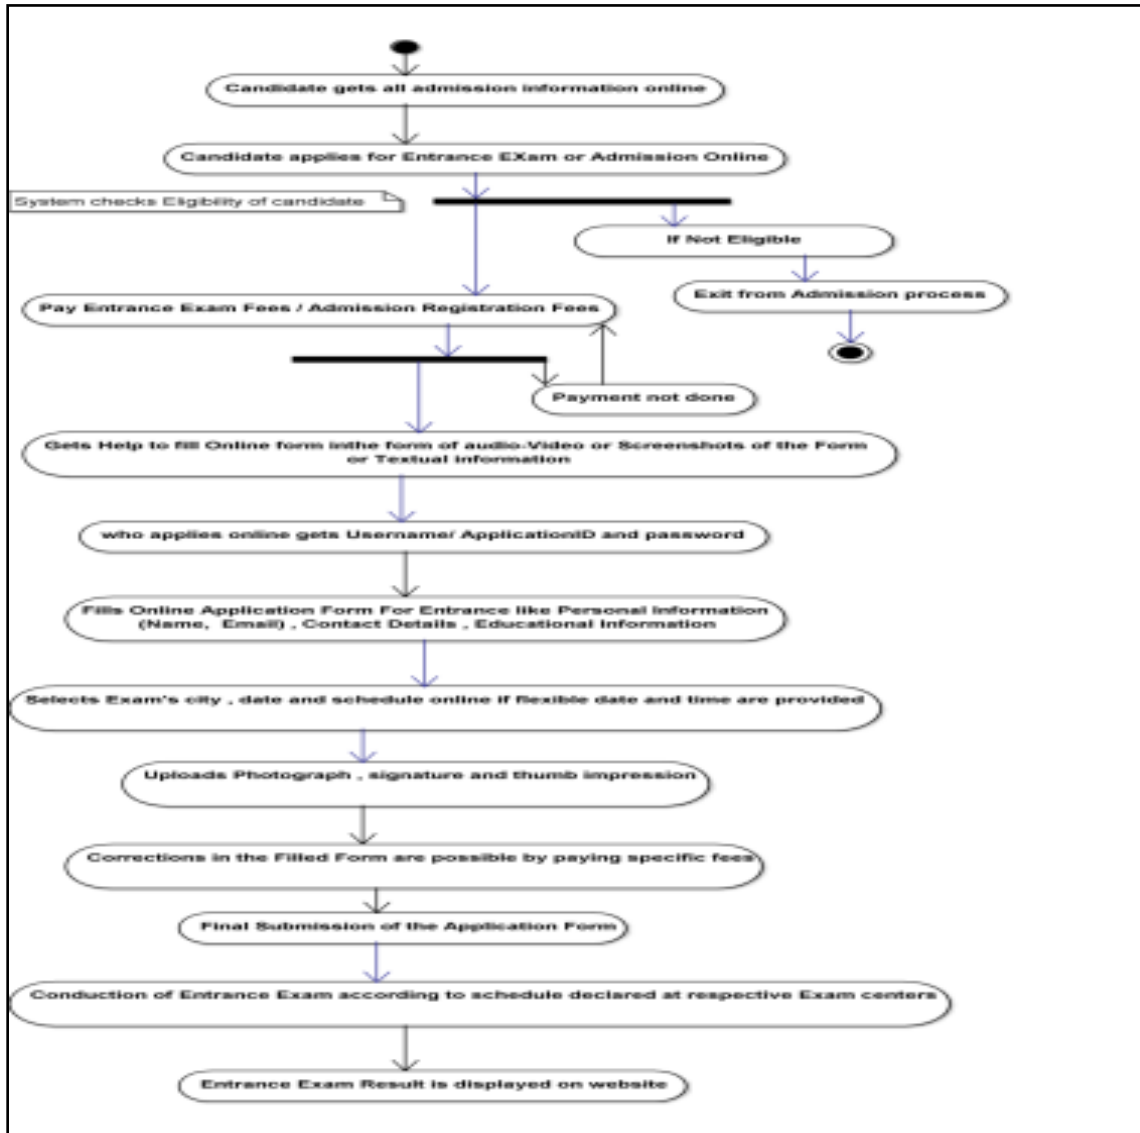 Candidate gets all admission information online
Candidate applies for Entrance EXam or Admission Online
System checks Eligibility of candidate
If Not Eligible
Pay Entrance Exam Fees / Admission Registration Fees
Exit from Admission process
Payment not done
Gets Help to fill Online form inthe form of audio-Video or Screenshots of the Form
or Textual information
who applies online gets Username/ ApplicationID and password
Fills Online Application Form For Entrance like Personal Information
(Name, Email) , Contact Details , Educational Information
Selects Exam's city , date and schedule online if flexible date and time are provided
Uploads Photograph , signature and thumb impression
Corrections in the Filled Form are possible by paying specific fees
Final Submission of the Application Form
Conduction of Entrance Exam according to schedule declared at respective Exam centers
Entrance Exam Result is displayed on website